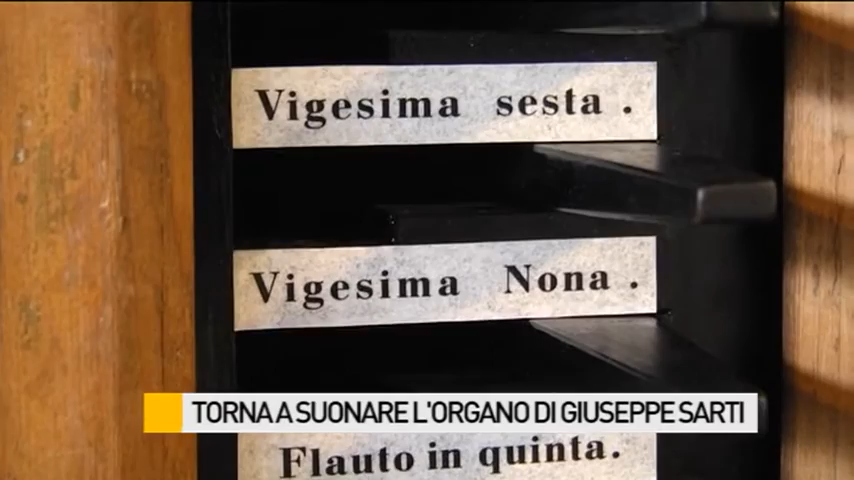 Vigesima sesta.
Vigesima Nona.
TORNA A SUONARE L'ORGANO DI GIUSEPPE SARTI
Flauto in quinta.